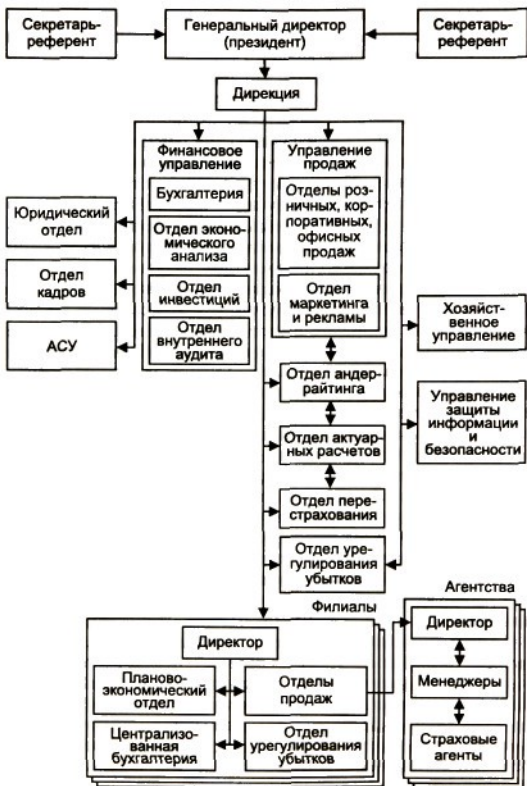 Секретарь-
референт
Генеральный директор
(президент)
Секретарь-
референт
Дирекция
Финансовое
управление
Бухгалтерия
Отдел эконо-
мического
анализа
Отдел
инвестиций
Отдел
внутреннего
аудита
Управление
продаж
Отделы роз-
ничных, кор-
поративных,
офисных
продаж
Отдел
маркетинга
и рекламы
Юридический
отдел
Отдел
кадров
АСУ
Хозяйст-
венное
управление
Управление
защиты
информации
и
безопасности
Отдел андер-
райтинга
Отдел актуар-
ных расчетов
Отдел пере-
страхования
Отдел уре-
гулирования
убытков
Филиалы
Директор
Планово-
экономический
отдел
Отделы
продаж
Централизо-
ванная
бухгалтерия
Отдел
урегулирования
убытков
Агентства
Директор
Менеджеры
Страховые
агенты